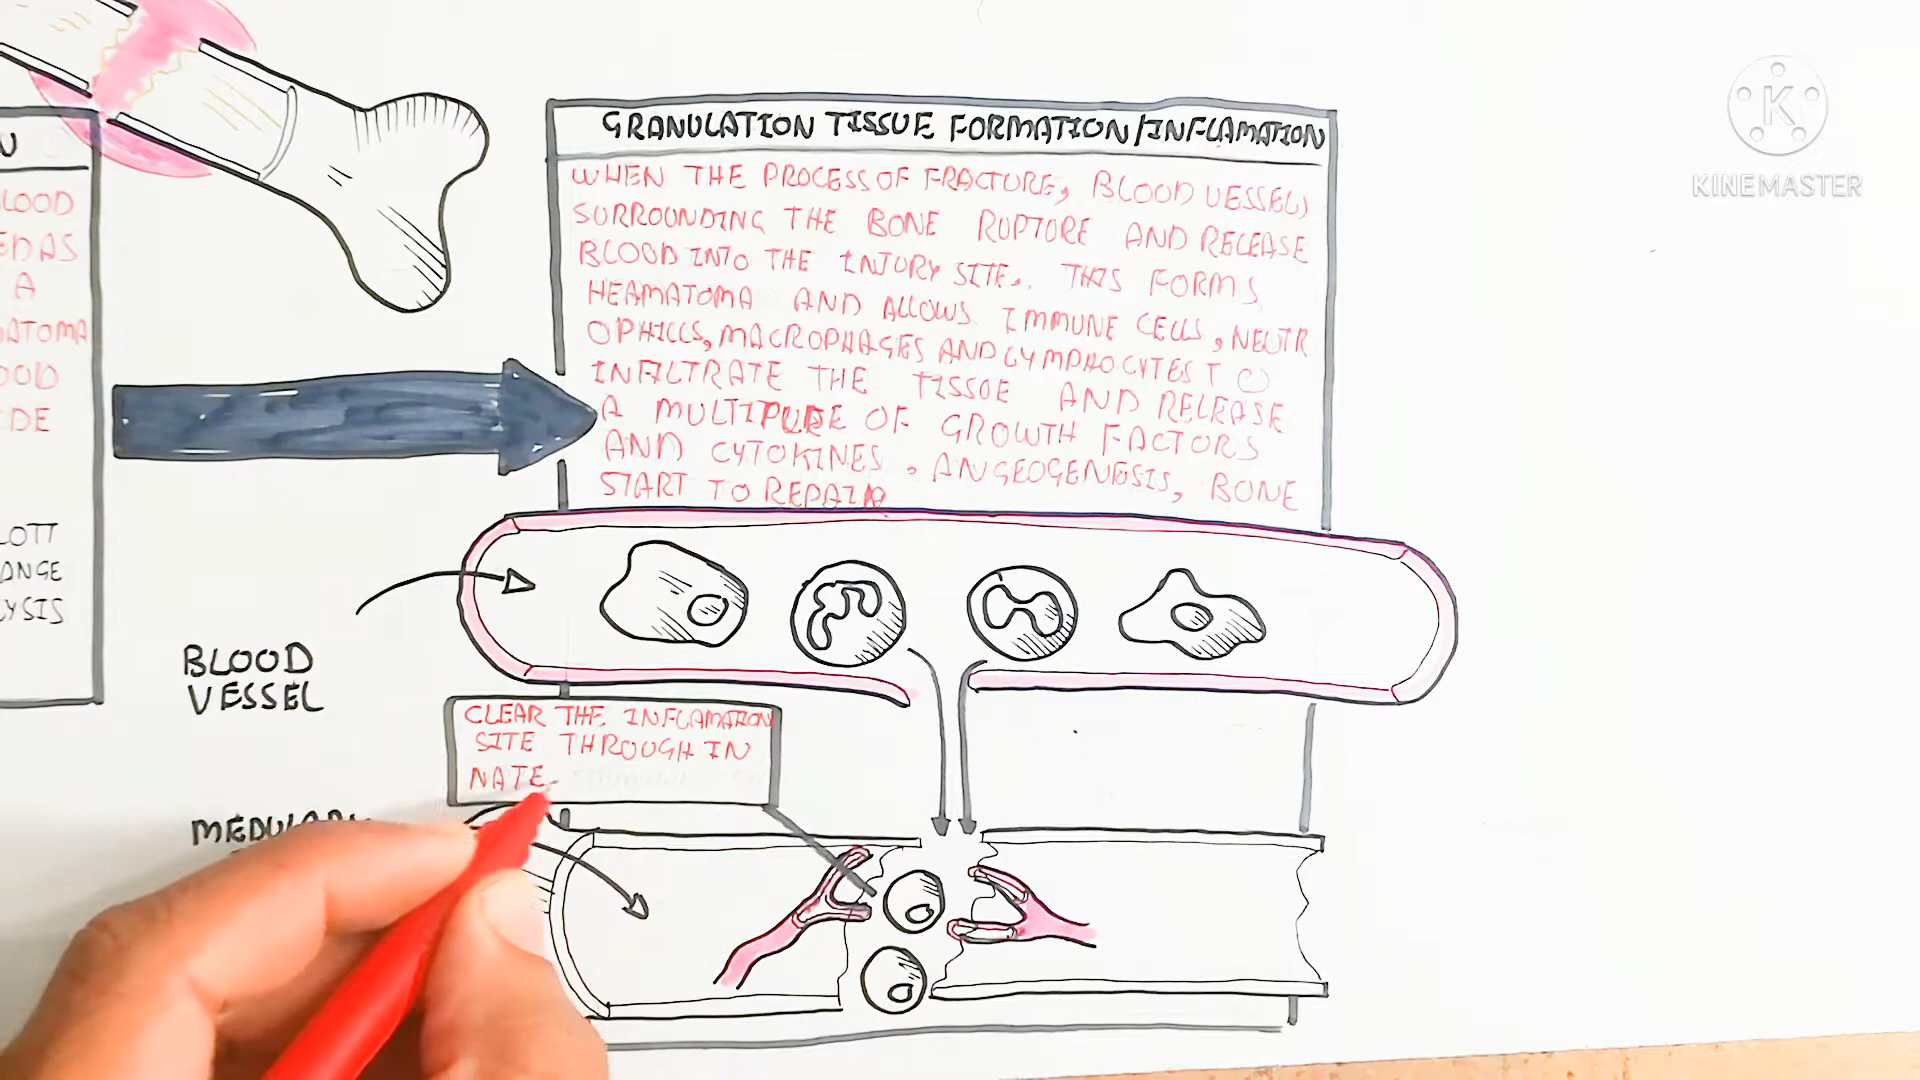 N
LOOD
ED AS
A
ATOMA
OOD
DE
LOTT
ANGE
LYSIS
GRANULATION TISSUE FORMATION/INFLAMATION
WHEN THE PROCESS OF FRACTURE, BLOOD VESSELS
SURROUNDING THE BONE RUPTURE AND RELEASE
BLOOD INTO THE INJURY SITE. THIS FORMS
HEAMATOMA AND ALLOWS IMMUNE CELLS, NEUTR
OPHILLS, MACROPHAGES AND LYMPHOCYTES TO
INFILTRATE THE TISSUE AND RELEASE
A MULTIPLE OF GROWTH FACTORS
AND CYTOKINES, ANGEOGENESIS, BONE
START TO REPAIR
BLOOD
VESSEL
CLEAR THE INFLAMATION
SITE THROUGH IN
NATE
MEDULARY
KINEMASTER